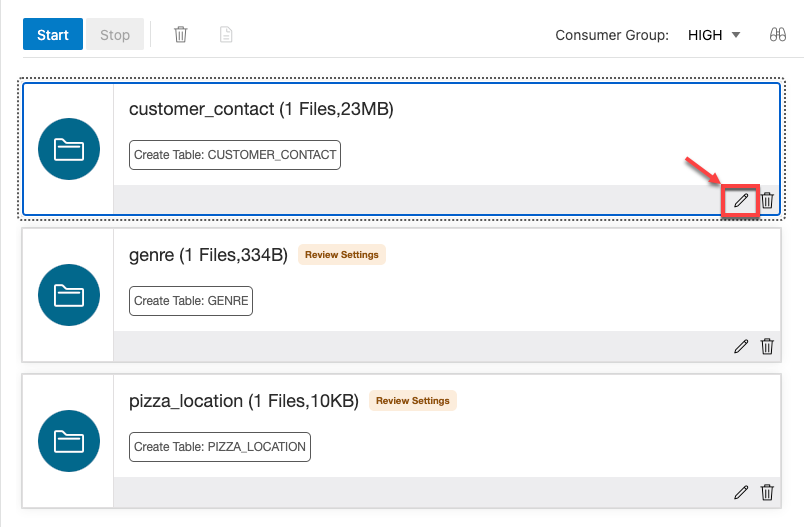 Start Stop Consumer Group: HIGH
customer_contact (1 Files,23MB)
Create Table: CUSTOMER_CONTACT
genre (1 Files,334B) Review Settings
Create Table: GENRE
pizza_location (1 Files,10KB) Review Settings
Create Table: PIZZA_LOCATION